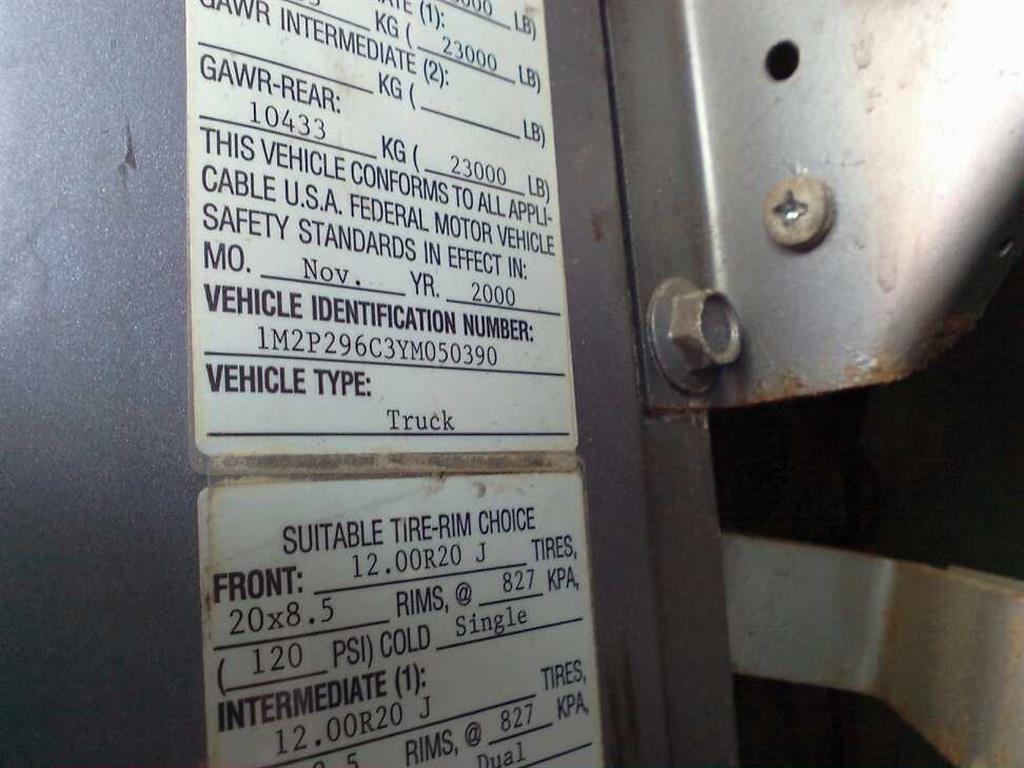 KG ( 23000 LB)
GAWR INTERMEDIATE (2):
KG ( LB)
GAWR-REAR:
10433 KG ( 23000 LB)
THIS VEHICLE CONFORMS TO ALL APPLI-
CABLE U.S.A. FEDERAL MOTOR VEHICLE
SAFETY STANDARDS IN EFFECT IN:
MO. Nov. YR. 2000
VEHICLE IDENTIFICATION NUMBER:
1M2P296C3YM050390
VEHICLE TYPE:
Truck
SUITABLE TIRE-RIM CHOICE
FRONT: 12.00R20 J TIRES,
20x8.5 RIMS, @ 827 KPA,
( 120 PSI) COLD Single
INTERMEDIATE (1):
12.00R20 J TIRES,
RIMS, @ 827 KPA,
Dual